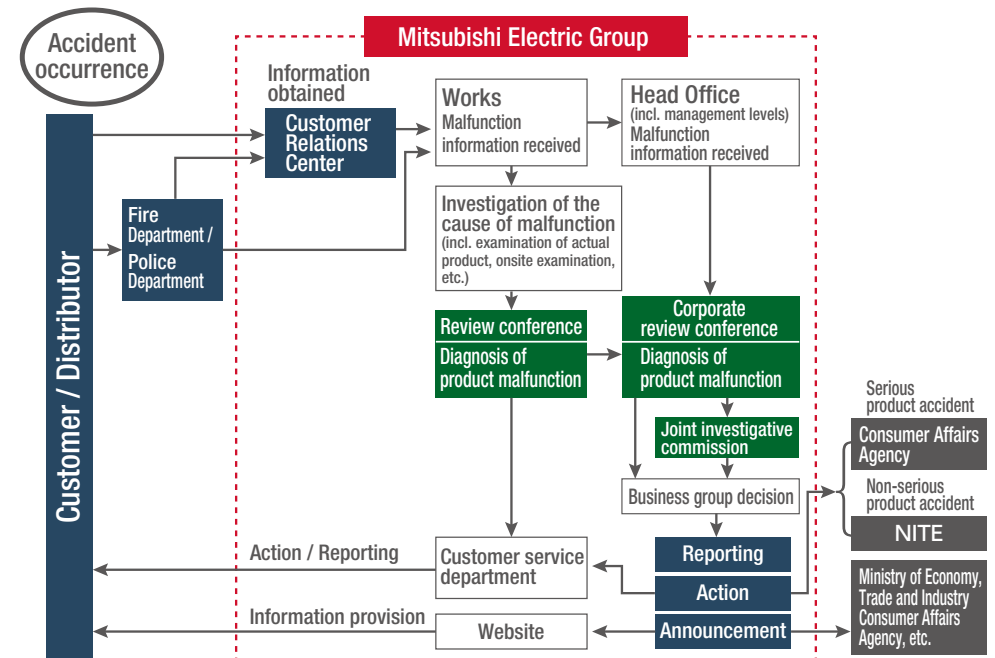 Accident
occurrence
Mitsubishi Electric Group
Information
obtained
Customer
Relations
Center
Works
Malfunction
information received
Head Office
(incl. management levels)
Malfunction
information received
Fire
Department /
Police
Department
Customer / Distributor
Investigation of the
cause of malfunction
(incl. examination of actual
product, onsite examination,
etc.)
Review conference
Diagnosis of
product malfunction
Corporate
review conference
Diagnosis of
product malfunction
Joint investigative
commission
Business group decision
Serious
product accident
Consumer Affairs
Agency
Non-serious
product accident
NITE
Action / Reporting
Customer service
department
Reporting
Action
Announcement
Information provision
Website
Ministry of Economy,
Trade and Industry
Consumer Affairs
Agency, etc.